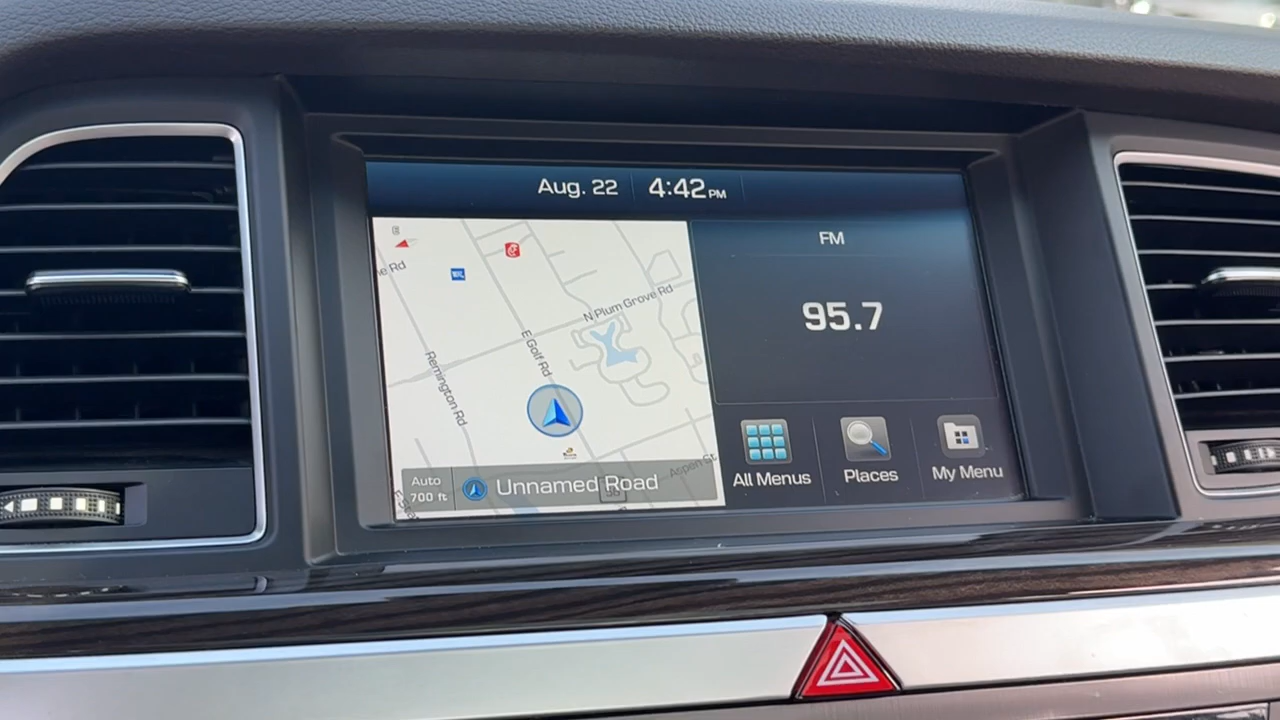 Aug. 22
4:42 PM
FM
95.7
N Plum Grove Rd
E Golf Rd
Remington Rd
Rd
Aspen St
Auto
700 ft
Unnamed Road
All Menus
Places
My Menu